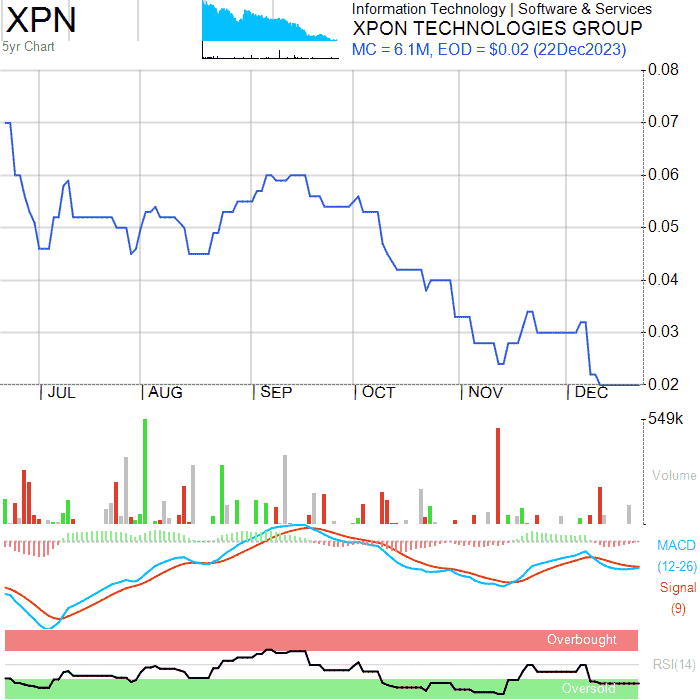 XPN
5yr Chart
Information Technology | Software & Services
XPON TECHNOLOGIES GROUP
MC = 6.1M, EOD = $0.02 (22Dec2023)
0.08
0.07
0.06
0.05
0.04
0.03
0.02
JUL AUG SEP OCT NOV DEC
549k
Volume
MACD
(12-26)
Signal
(9)
Overbought
RSI(14)
Oversold